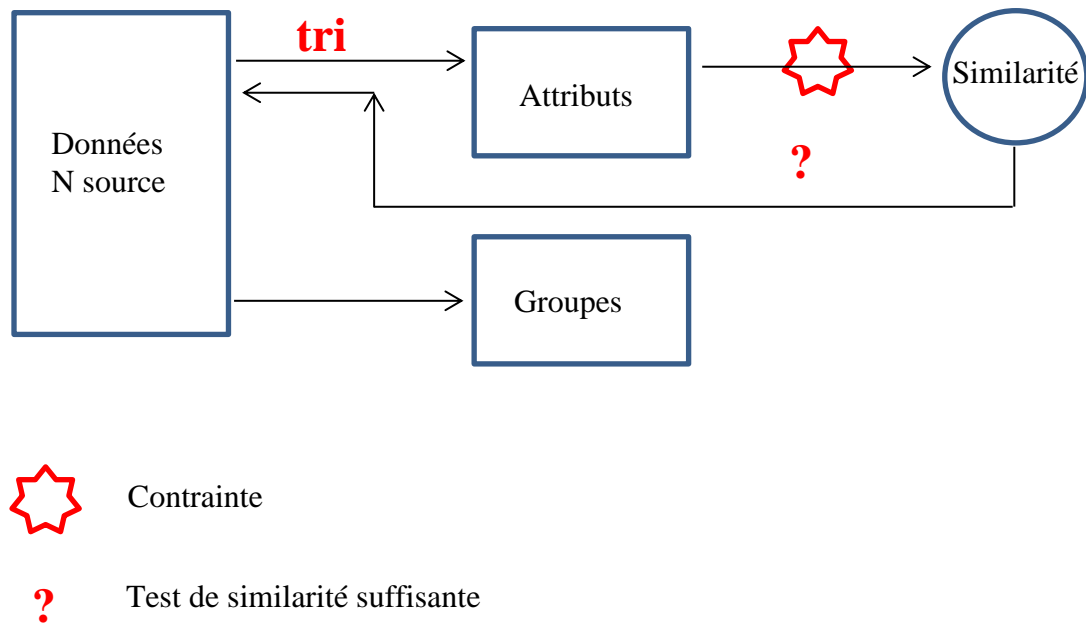 tri
Attributs
Similarité
Données
N source
?
Groupes
Contrainte
?
Test de similarité suffisante